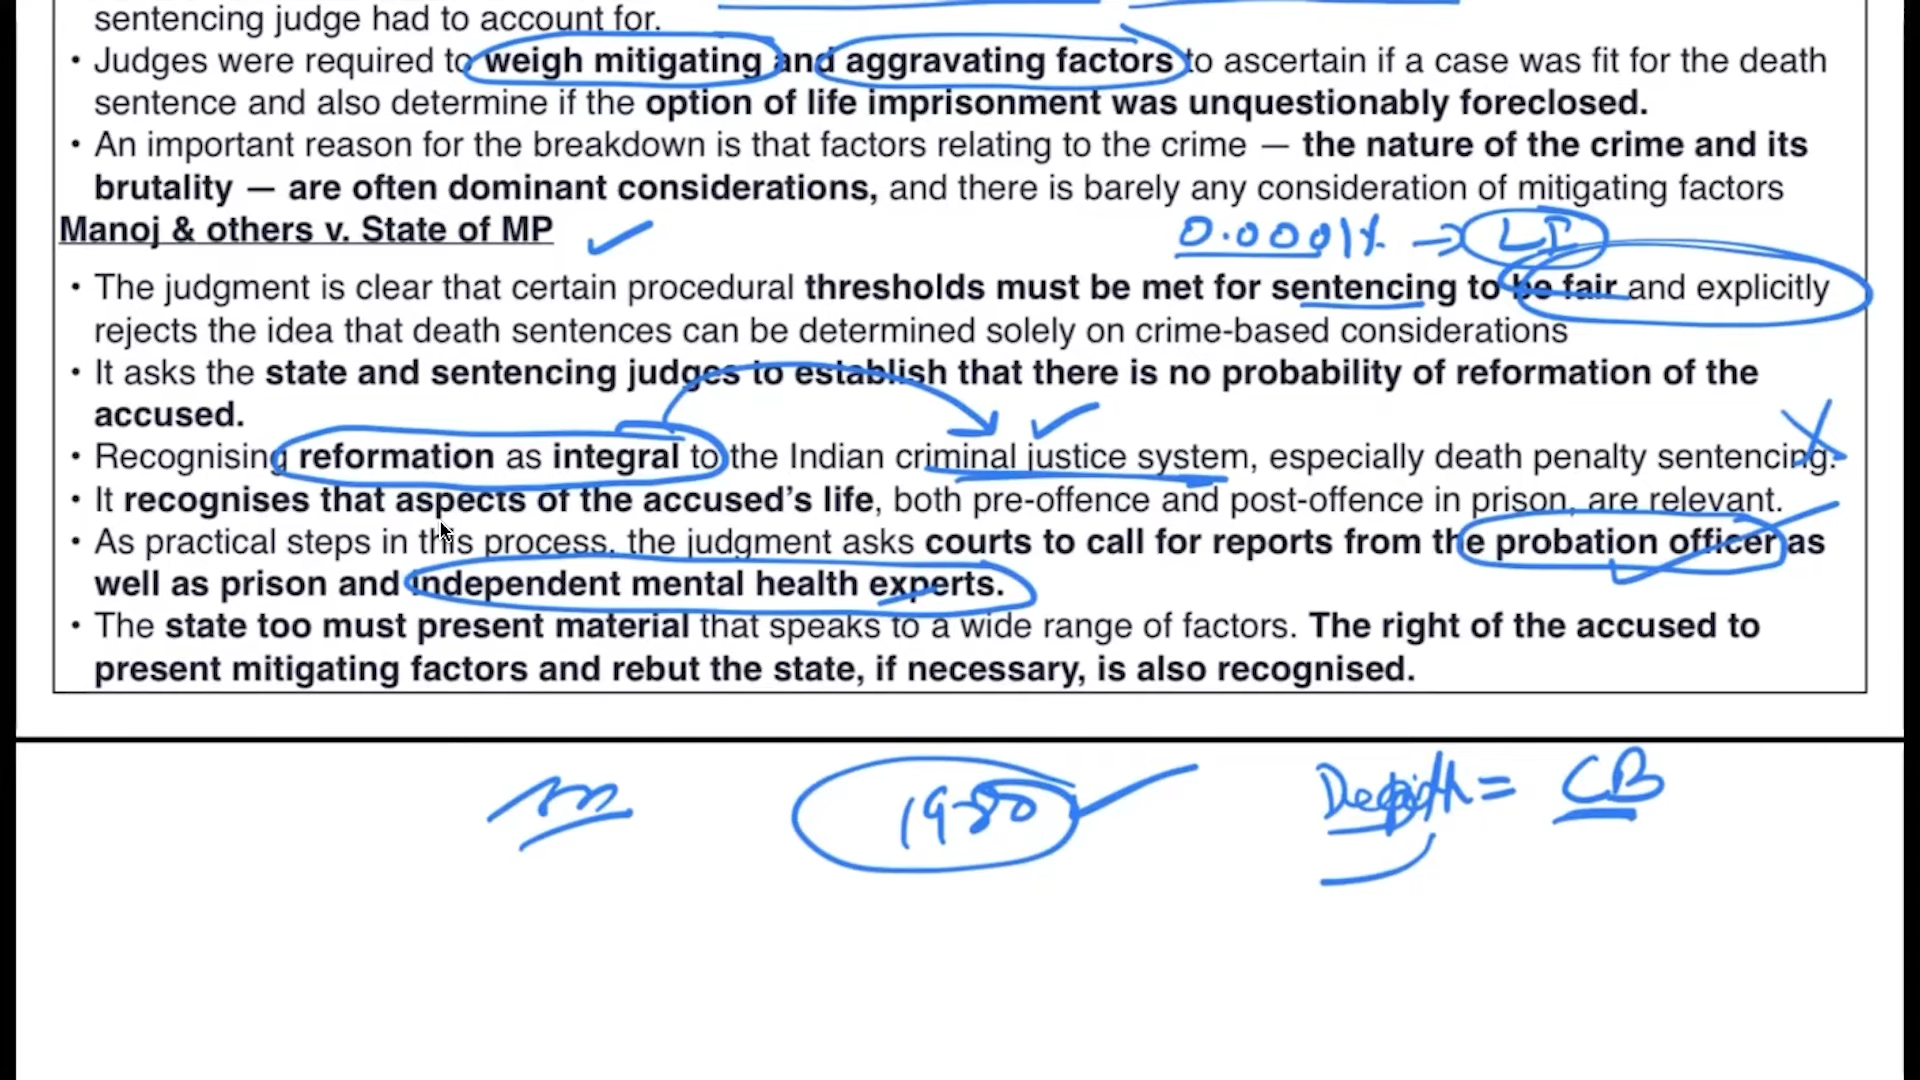 sentencing judge had to account for.
• Judges were required to weigh mitigating and aggravating factors to ascertain if a case was fit for the death
sentence and also determine if the option of life imprisonment was unquestionably foreclosed.
• An important reason for the breakdown is that factors relating to the crime — the nature of the crime and its
brutality — are often dominant considerations, and there is barely any consideration of mitigating factors
Manoj & others v. State of MP
0.0001% → LI
• The judgment is clear that certain procedural thresholds must be met for sentencing to be fair and explicitly
rejects the idea that death sentences can be determined solely on crime-based considerations
• It asks the state and sentencing judges to establish that there is no probability of reformation of the
accused.
• Recognising reformation as integral to the Indian criminal justice system, especially death penalty sentencing.
• It recognises that aspects of the accused's life, both pre-offence and post-offence in prison, are relevant.
• As practical steps in this process, the judgment asks courts to call for reports from the probation officer as
well as prison and independent mental health experts.
• The state too must present material that speaks to a wide range of factors. The right of the accused to
present mitigating factors and rebut the state, if necessary, is also recognised.
1980
= CB